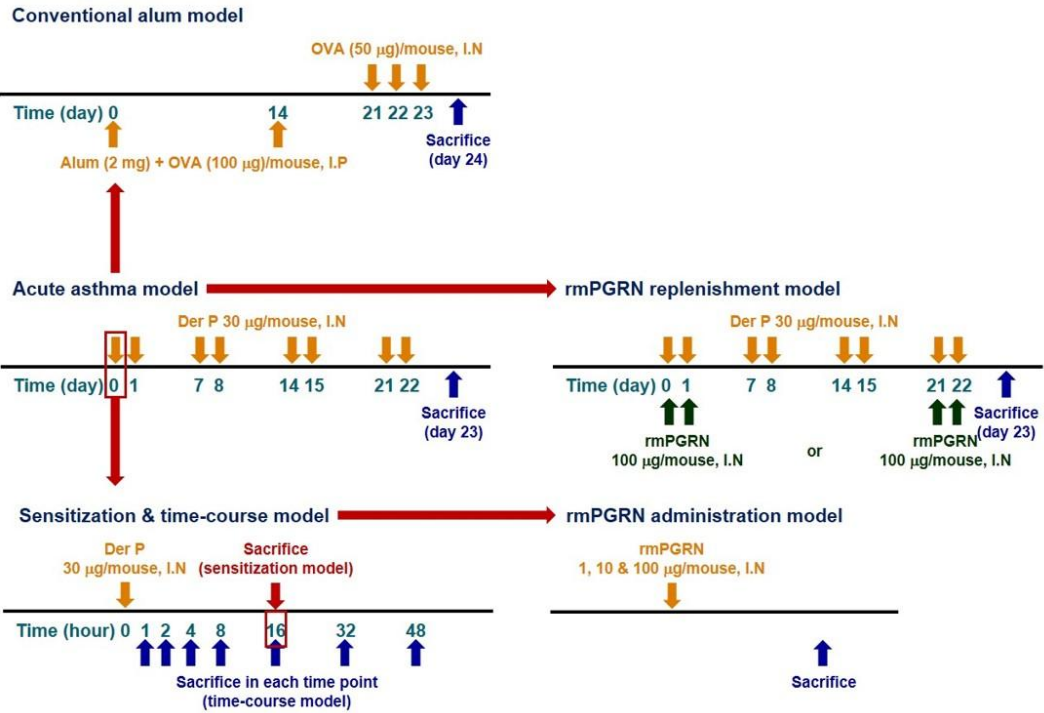 Conventional alum model
OVA (50 μg)/mouse, I.N
Time (day) 0 14 21 22 23
Alum (2 mg) + OVA (100 μg)/mouse, I.P
Sacrifice
(day 24)
Acute asthma model
rmPGRN replenishment model
Der P 30 μg/mouse, I.N
Time (day) 0 1 7 8 14 15 21 22
Sacrifice
(day 23)
Der P 30 μg/mouse, I.N
Time (day) 0 1 7 8 14 15 21 22
rmPGRN
100 μg/mouse, I.N
or
rmPGRN
100 μg/mouse, I.N
Sacrifice
(day 23)
Sensitization & time-course model
rmPGRN administration model
Der P
30 μg/mouse, I.N
Sacrifice
(sensitization model)
Time (hour) 0 1 2 4 8 16 32 48
Sacrifice in each time point
(time-course model)
rmPGRN
1, 10 & 100 μg/mouse, I.N
Sacrifice